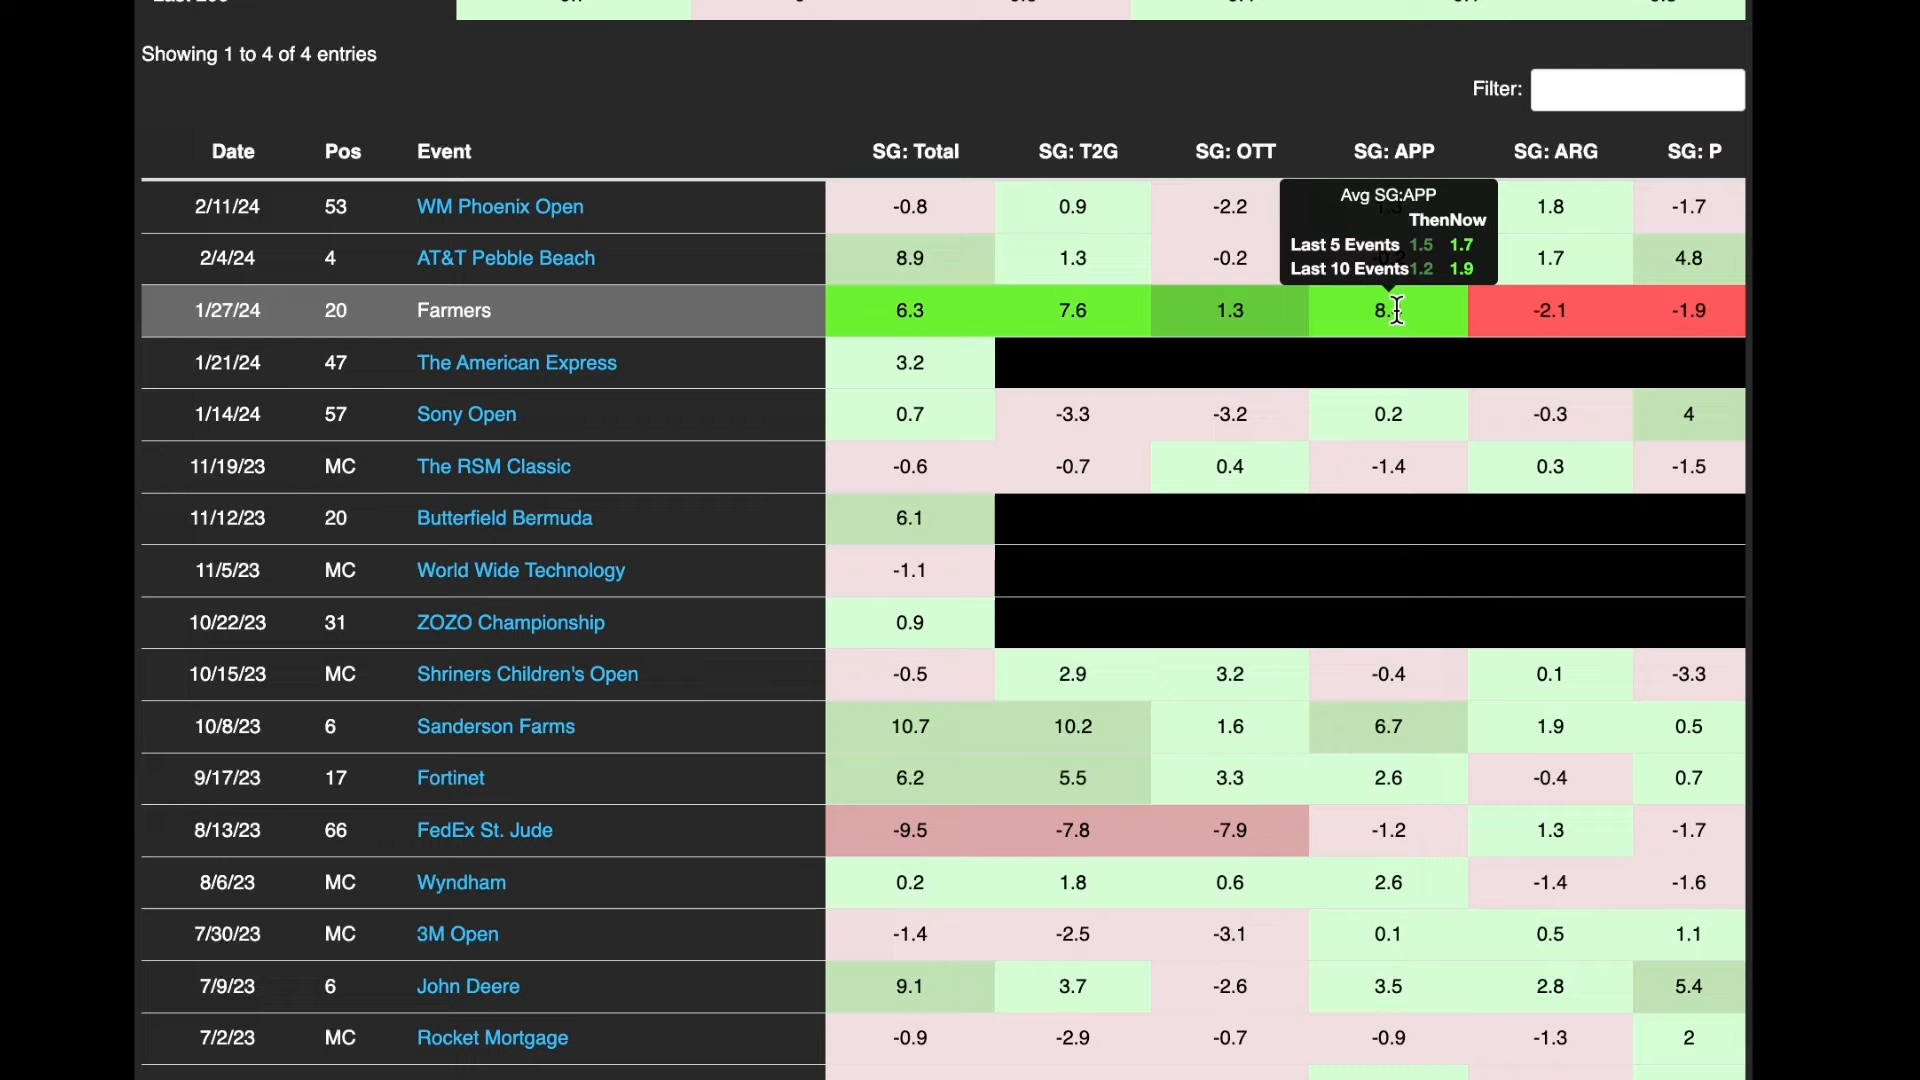 Showing 1 to 4 of 4 entries
Filter:
Date Pos Event SG: Total SG: T2G SG: OTT SG: APP SG: ARG SG: P
2/11/24 53 WM Phoenix Open -0.8 0.9 -2.2 1.8 -1.7
Avg SG:APP
ThenNow
Last 5 Events 1.5 1.7
Last 10 Events 1.2 1.9
2/4/24 4 AT&T Pebble Beach 8.9 1.3 -0.2 1.7 4.8
1/27/24 20 Farmers 6.3 7.6 1.3 8. -2.1 -1.9
1/21/24 47 The American Express 3.2
1/14/24 57 Sony Open 0.7 -3.3 -3.2 0.2 -0.3 4
11/19/23 MC The RSM Classic -0.6 -0.7 0.4 -1.4 0.3 -1.5
11/12/23 20 Butterfield Bermuda 6.1
11/5/23 MC World Wide Technology -1.1
10/22/23 31 ZOZO Championship 0.9
10/15/23 MC Shriners Children's Open -0.5 2.9 3.2 -0.4 0.1 -3.3
10/8/23 6 Sanderson Farms 10.7 10.2 1.6 6.7 1.9 0.5
9/17/23 17 Fortinet 6.2 5.5 3.3 2.6 -0.4 0.7
8/13/23 66 FedEx St. Jude -9.5 -7.8 -7.9 -1.2 1.3 -1.7
8/6/23 MC Wyndham 0.2 1.8 0.6 2.6 -1.4 -1.6
7/30/23 MC 3M Open -1.4 -2.5 -3.1 0.1 0.5 1.1
7/9/23 6 John Deere 9.1 3.7 -2.6 3.5 2.8 5.4
7/2/23 MC Rocket Mortgage -0.9 -2.9 -0.7 -0.9 -1.3 2